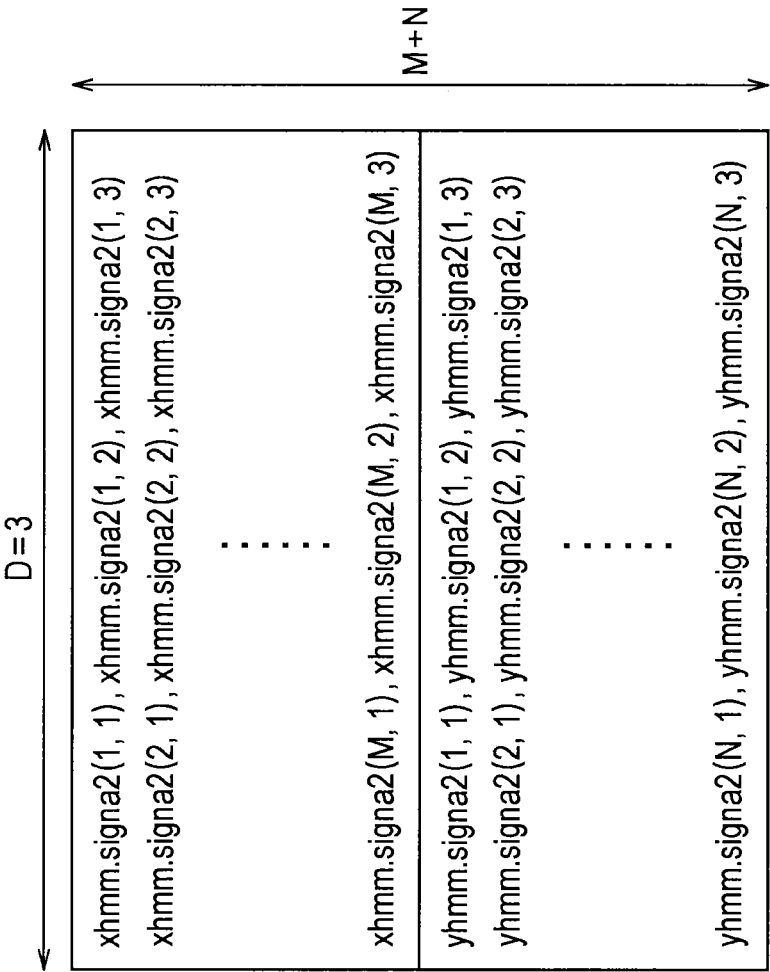 D=3
M+N
xhmm.signa2(1, 1), xhmm.signa2(1, 2), xhmm.signa2(1, 3)
xhmm.signa2(2, 1), xhmm.signa2(2, 2), xhmm.signa2(2, 3)
......
xhmm.signa2(M, 1), xhmm.signa2(M, 2), xhmm.signa2(M, 3)
yhmm.signa2(1, 1), yhmm.signa2(1, 2), yhmm.signa2(1, 3)
yhmm.signa2(2, 1), yhmm.signa2(2, 2), yhmm.signa2(2, 3)
......
yhmm.signa2(N, 1), yhmm.signa2(N, 2), yhmm.signa2(N, 3)